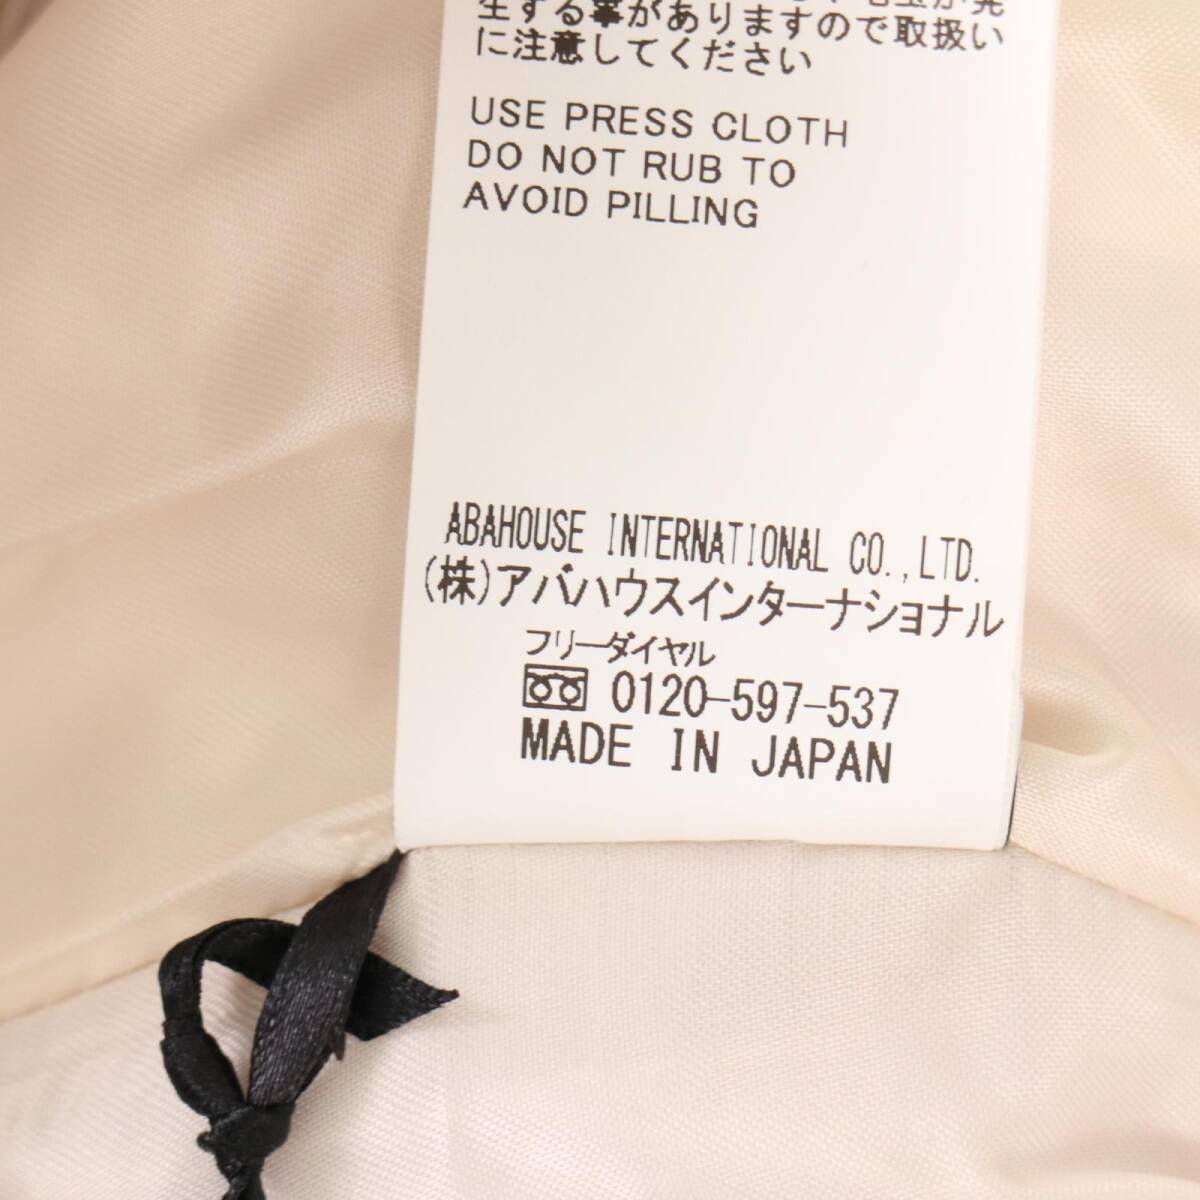 生する事がありますので取扱い
に注意してください
USE PRESS CLOTH
DO NOT RUB TO
AVOID PILLING
ABAHOUSE INTERNATIONAL CO.,LTD.
(株)アバハウスインターナショナル
フリーダイヤル
0120-597-537
MADE IN JAPAN